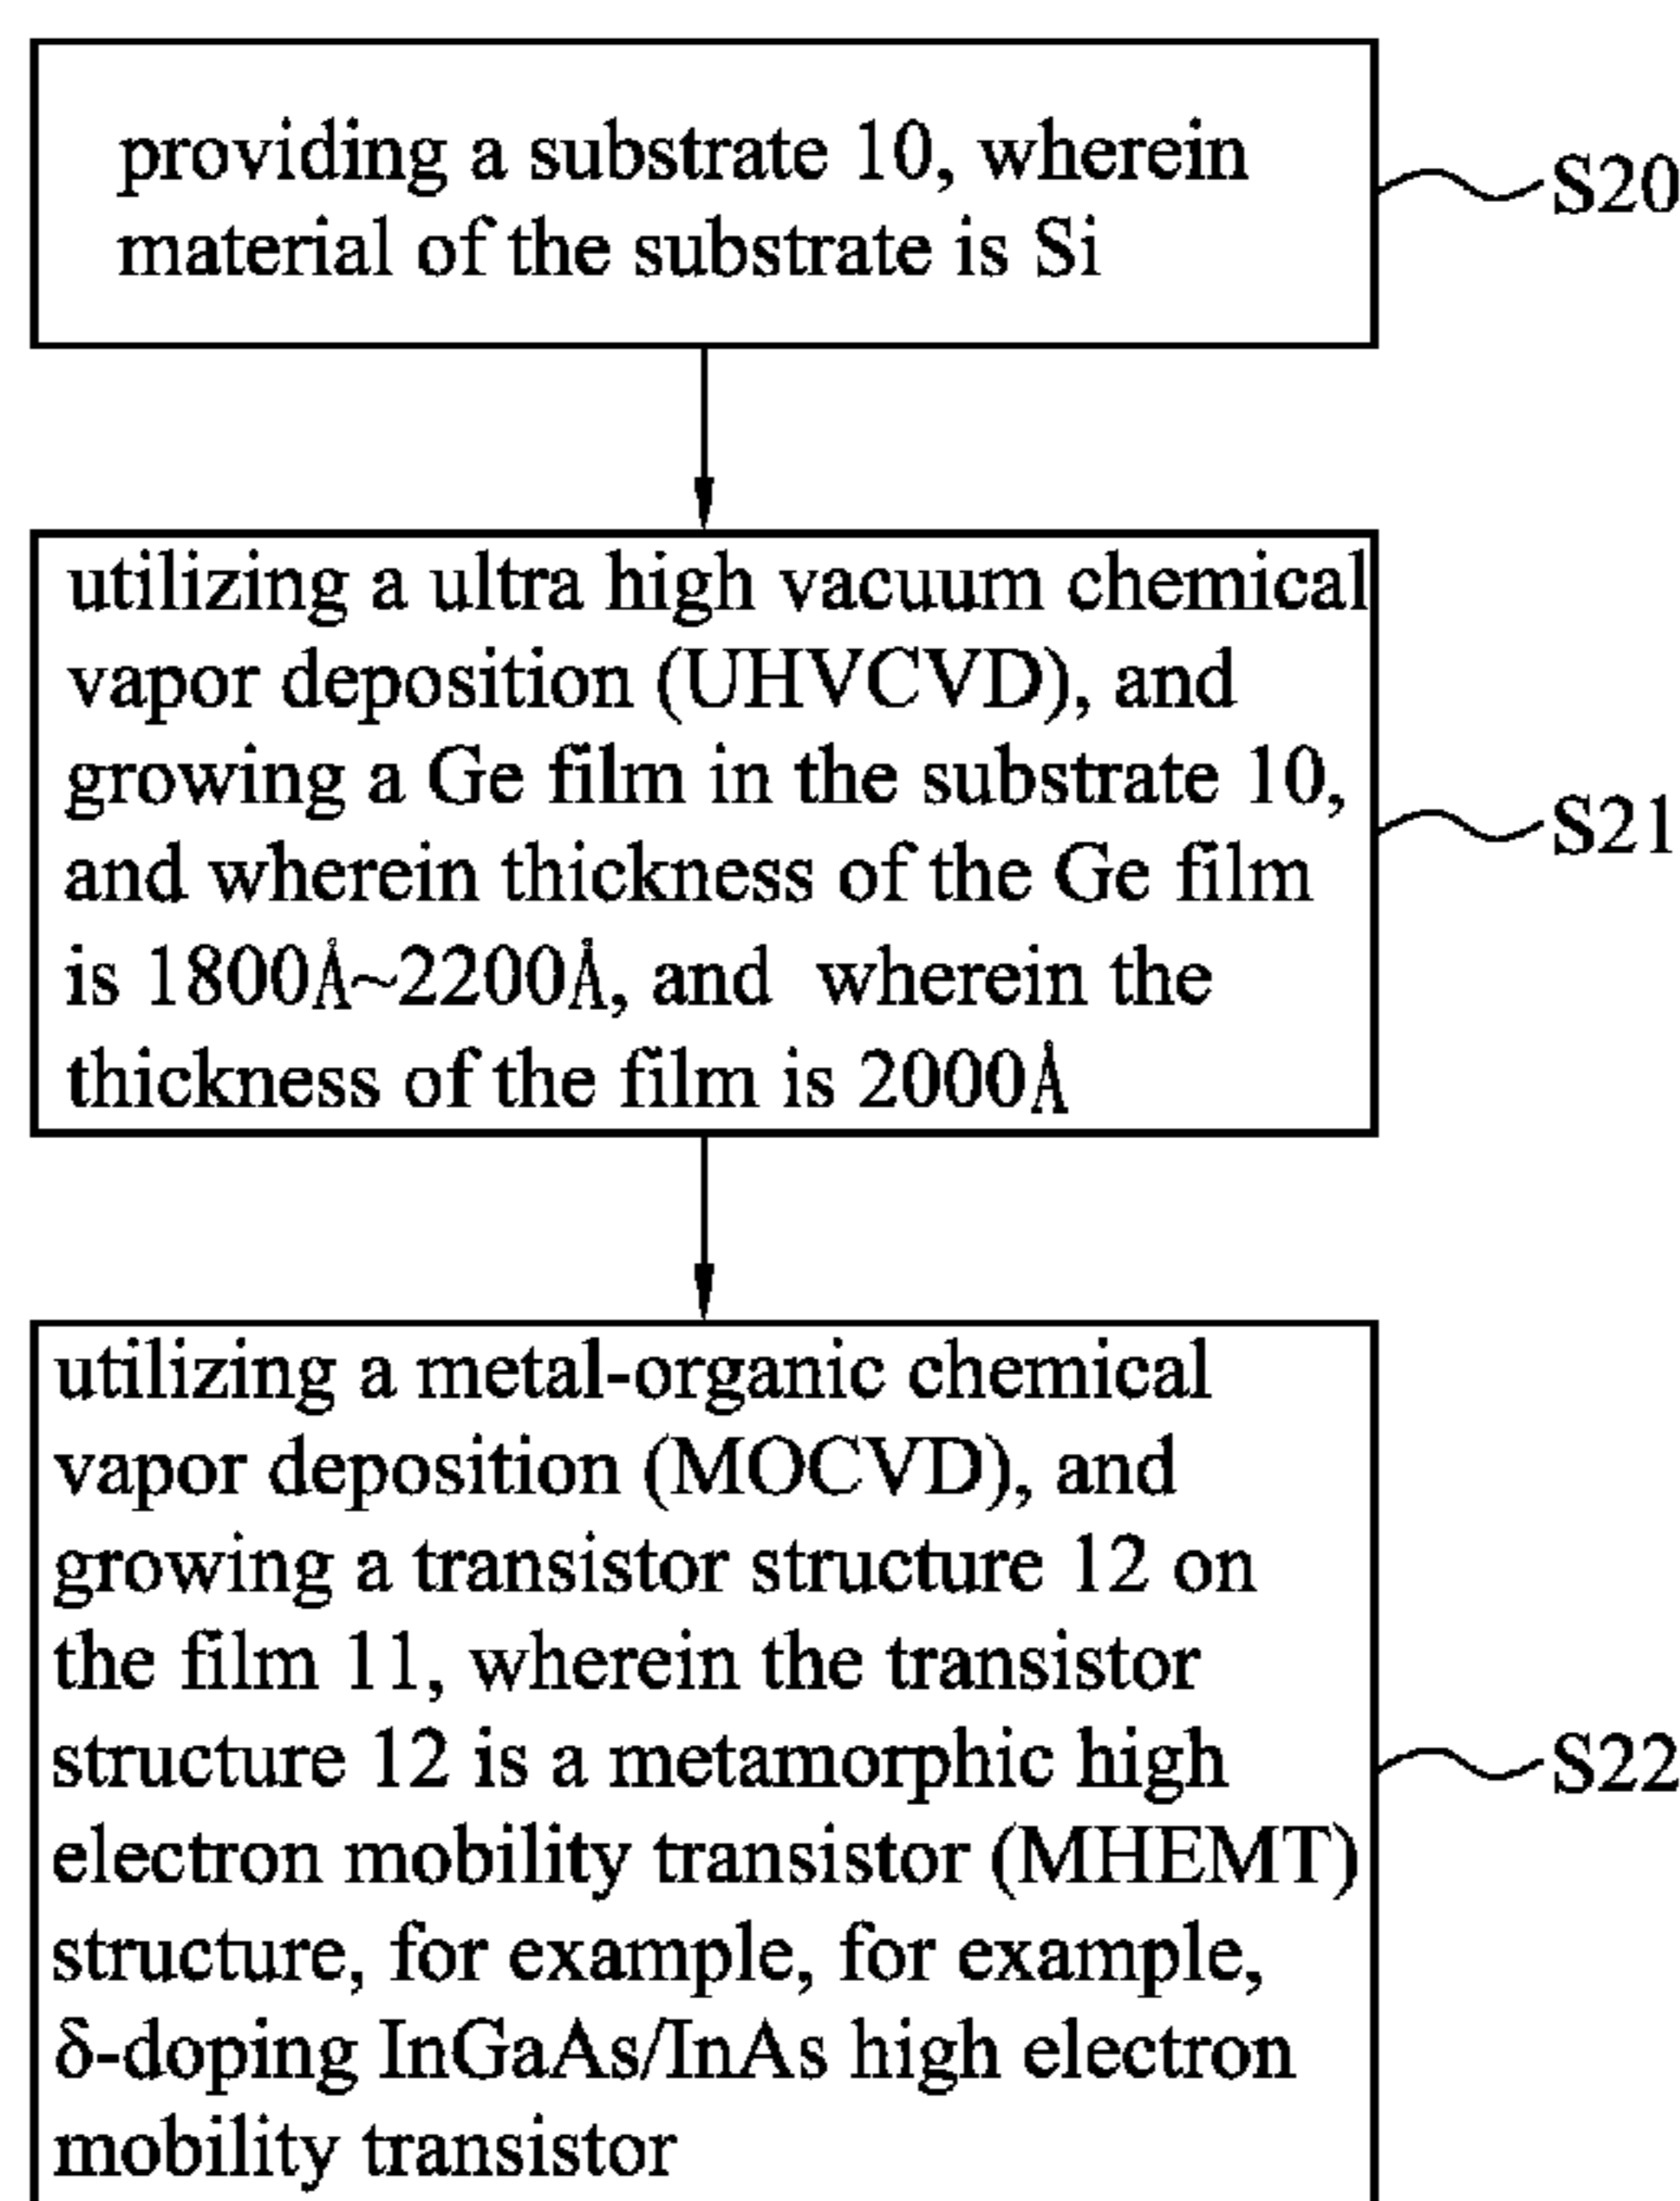 providing a substrate 10, wherein
material of the substrate is Si
S20
utilizing a ultra high vacuum chemical
vapor deposition (UHVCVD), and
growing a Ge film in the substrate 10,
and wherein thickness of the Ge film
is 1800Å~2200Å, and wherein the
thickness of the film is 2000Å
S21
utilizing a metal-organic chemical
vapor deposition (MOCVD), and
growing a transistor structure 12 on
the film 11, wherein the transistor
structure 12 is a metamorphic high
electron mobility transistor (MHEMT)
structure, for example, for example,
δ-doping InGaAs/InAs high electron
mobility transistor
S22